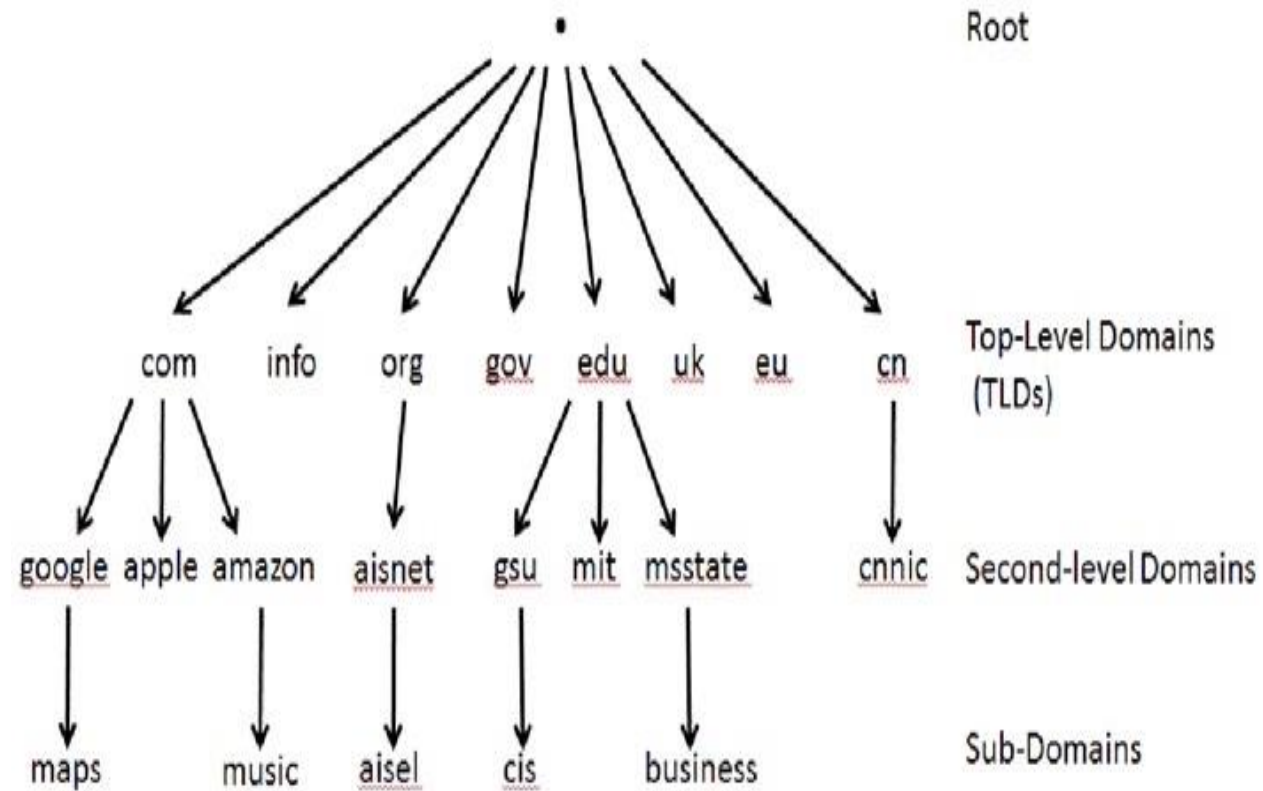 . Root
com info org gov edu uk eu cn Top-Level Domains
(TLDs)
google apple amazon aisnet gsu mit msstate cnnic Second-level Domains
maps music aisel cis business Sub-Domains